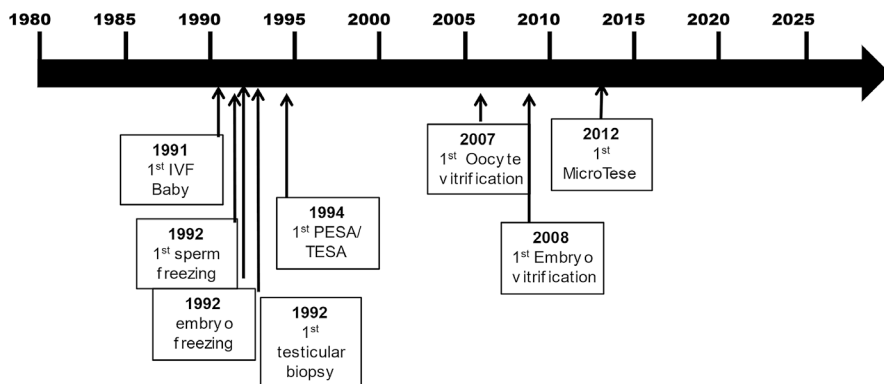 1980 1985 1990 1995 2000 2005 2010 2015 2020 2025
1991
1st IVF
Baby
1992
1st sperm
freezing
1992
embryo
freezing
1992
1st
testicular
biopsy
1994
1st PESA/
TESA
2007
1st Oocyte
vitrification
2008
1st Embryo
vitrification
2012
1st
MicroTese